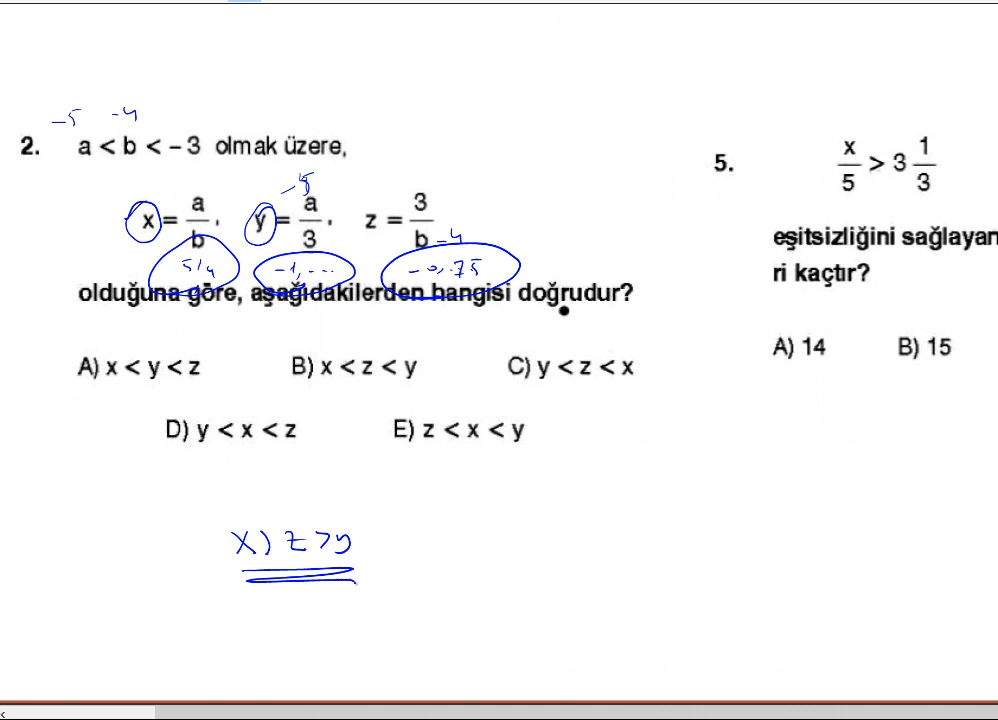 -5 -4
2. a < b < - 3 olmak üzere,
-5
x = a/b, y = a/3, z = 3/b
-4
5/4 -1,... -0,75
olduğuna göre, aşağıdakilerden hangisi doğrudur?
A) x < y < z B) x < z < y C) y < z < x
D) y < x < z E) z < x < y
x > z > y
5. x/5 > 3 1/3
eşitsizliğini sağlayan
ri kaçtır?
A) 14 B) 15